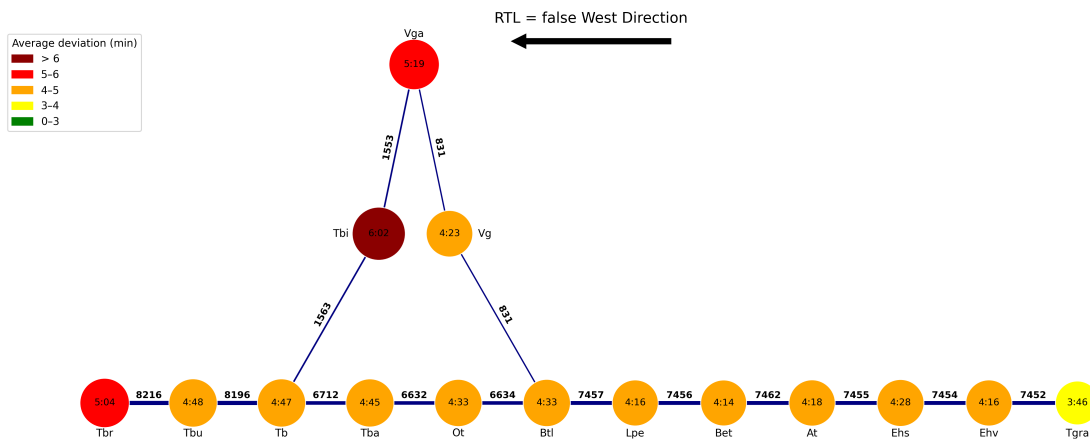 RTL = false West Direction
Average deviation (min)
> 6
5–6
4–5
3–4
0–3
Vga
5:19
1553
831
Tbi
6:02
4:23
Vg
1563
831
8216
8196
6712
6632
6634
7457
7456
7462
7455
7454
7452
5:04
4:48
4:47
4:45
4:33
4:33
4:16
4:14
4:18
4:28
4:16
3:46
Tbr
Tbu
Tb
Tba
Ot
Btl
Lpe
Bet
At
Ehs
Ehv
Tgra